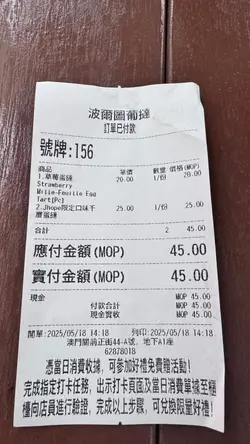 波爾圖葡撻
訂單已付款
號牌:156
商品 單價 數量 價格(MOP)
1.草莓蛋撻 20.00 1/份 20.00
Strawberry
Mille-Feuille Egg
Tart[Pc]
2.Jhope限定口味千 25.00 1/份 25.00
層蛋撻
合計 2 45.00
應付金額(MOP) 45.00
實付金額(MOP) 45.00
現金 MOP 45.00
付款合計 MOP 45.00
現金實收 MOP 45.00
開單:2025/05/18 14:18 列印:2025/05/18 14:18
澳門關前正街44-A號, 地下A1座
62878018
憑當日消費收據, 可參加好禮免費贈活動!
完成指定打卡任務, 出示打卡頁面及當日消費單據至櫃
檯向店員進行驗證, 完成以上步驟, 可兌換限量好禮!